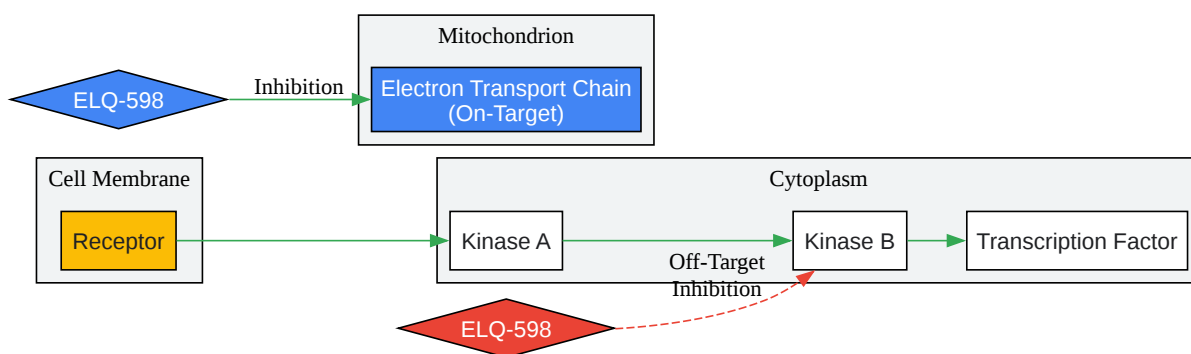 Mitochondrion
ELQ-598
Inhibition
Electron Transport Chain
(On-Target)
Cell Membrane
Cytoplasm
Receptor
Kinase A
Kinase B
Transcription Factor
Off-Target
Inhibition
ELQ-598